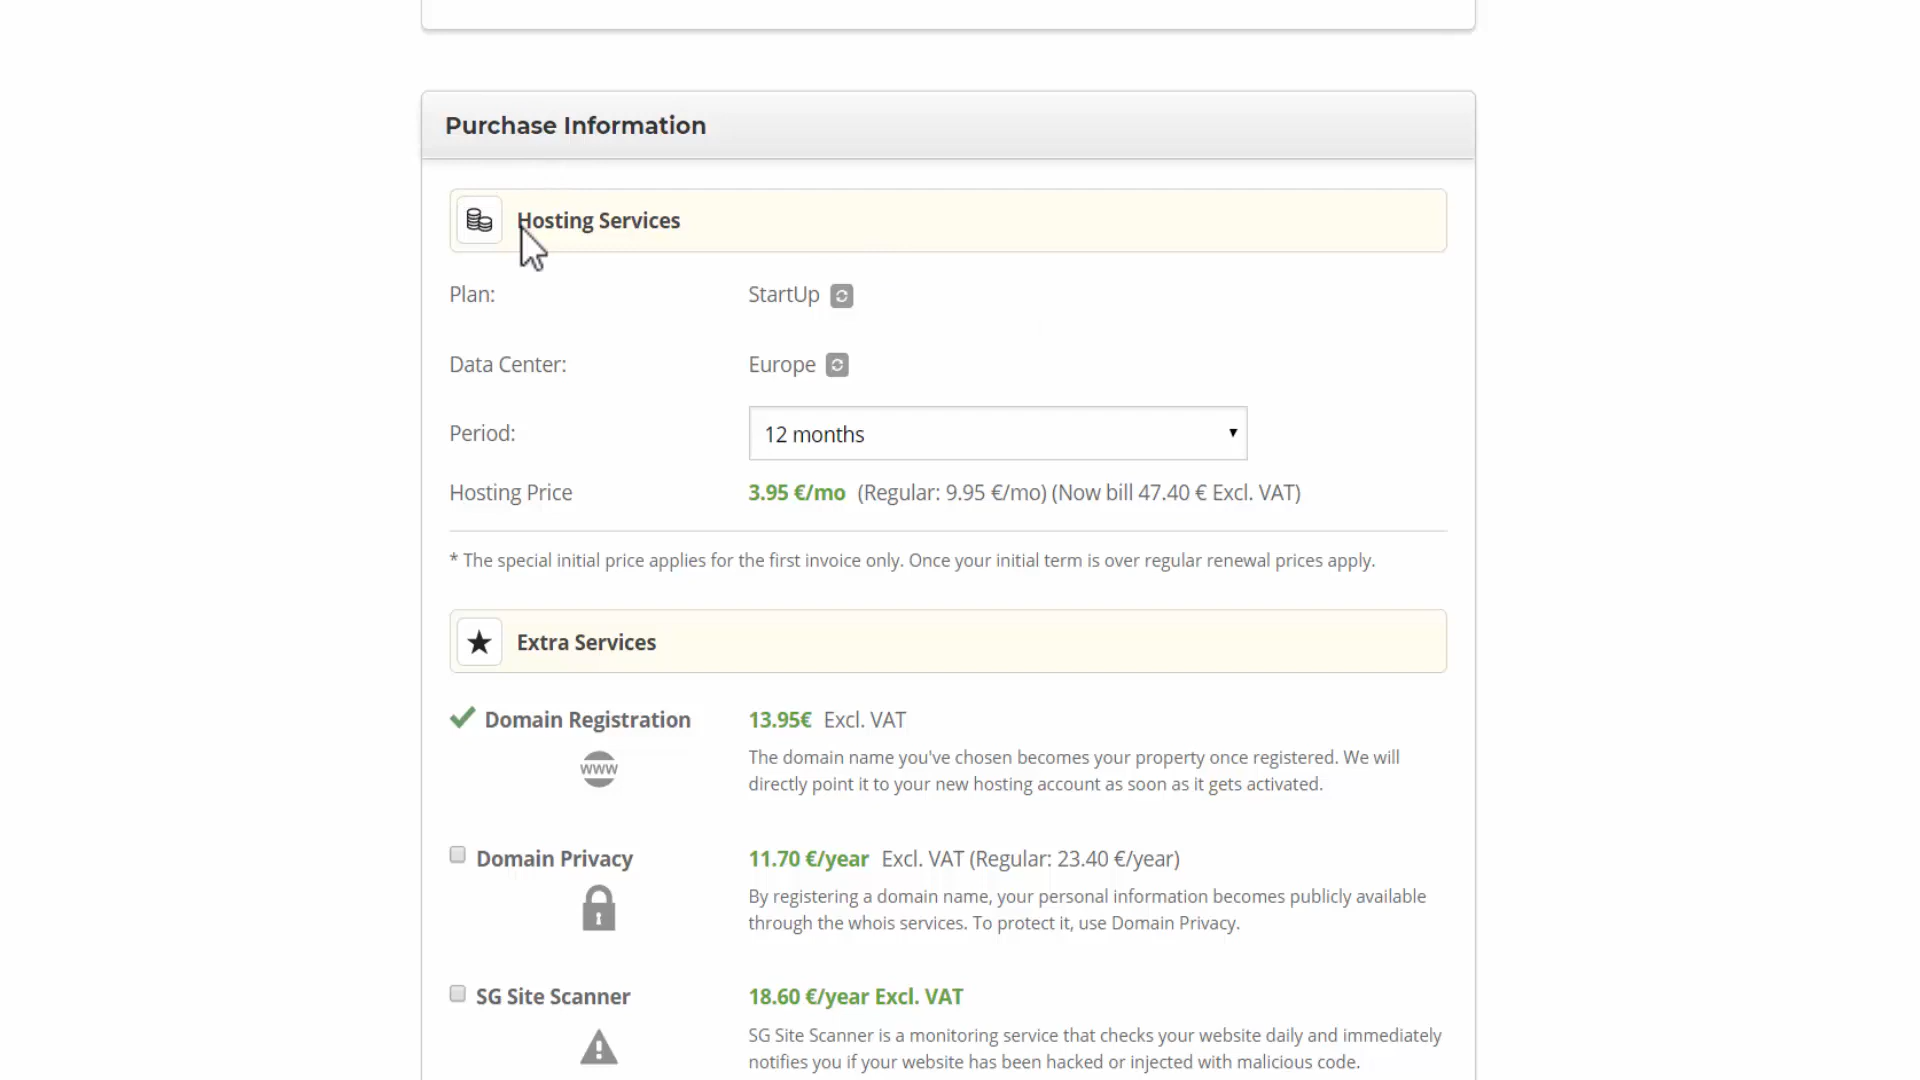 Purchase Information
Hosting Services
Plan: StartUp
Data Center: Europe
Period: 12 months
Hosting Price 3.95 €/mo (Regular: 9.95 €/mo) (Now bill 47.40 € Excl. VAT)
* The special initial price applies for the first invoice only. Once your initial term is over regular renewal prices apply.
Extra Services
Domain Registration 13.95€ Excl. VAT
www
The domain name you've chosen becomes your property once registered. We will
directly point it to your new hosting account as soon as it gets activated.
Domain Privacy 11.70 €/year Excl. VAT (Regular: 23.40 €/year)
By registering a domain name, your personal information becomes publicly available
through the whois services. To protect it, use Domain Privacy.
SG Site Scanner 18.60 €/year Excl. VAT
SG Site Scanner is a monitoring service that checks your website daily and immediately
notifies you if your website has been hacked or injected with malicious code.